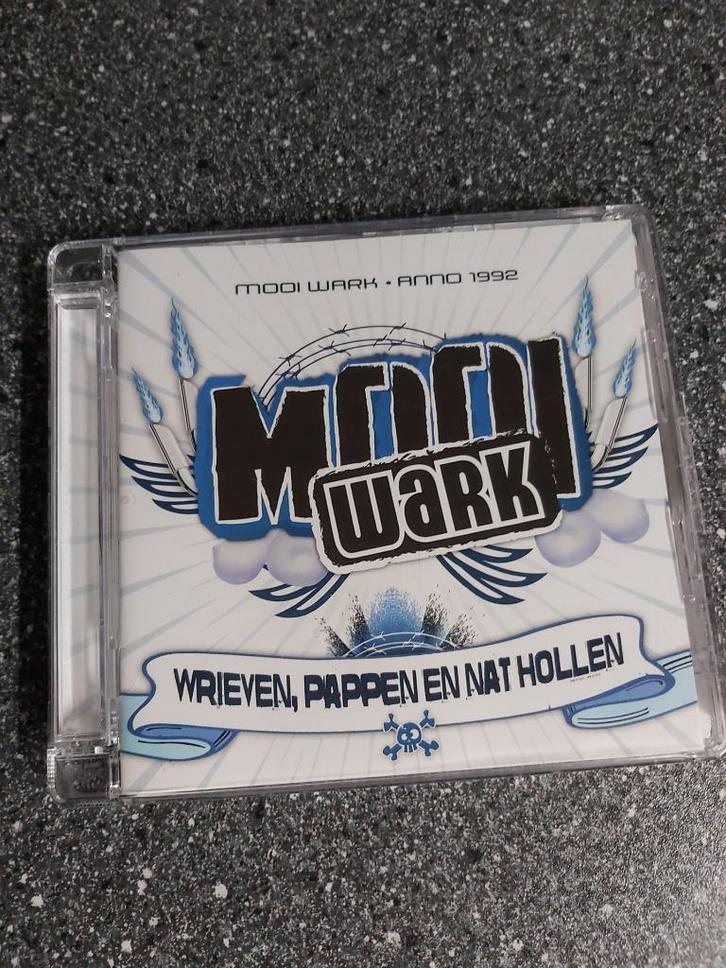 MOOI WARK • ANNO 1992
MOOI
WARK
WRIEVEN, PAPPEN EN NAT HOLLEN